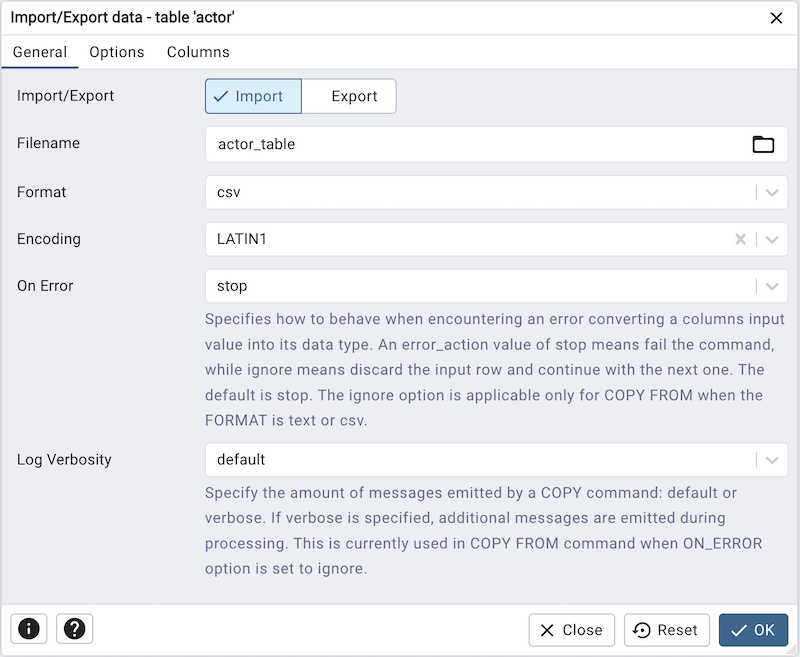 Import/Export data - table 'actor'
General Options Columns
Import/Export Import Export
Filename actor_table
Format csv
Encoding LATIN1
On Error stop
Specifies how to behave when encountering an error converting a columns input
value into its data type. An error_action value of stop means fail the command,
while ignore means discard the input row and continue with the next one. The
default is stop. The ignore option is applicable only for COPY FROM when the
FORMAT is text or csv.
Log Verbosity default
Specify the amount of messages emitted by a COPY command: default or
verbose. If verbose is specified, additional messages are emitted during
processing. This is currently used in COPY FROM command when ON_ERROR
option is set to ignore.
Close Reset OK